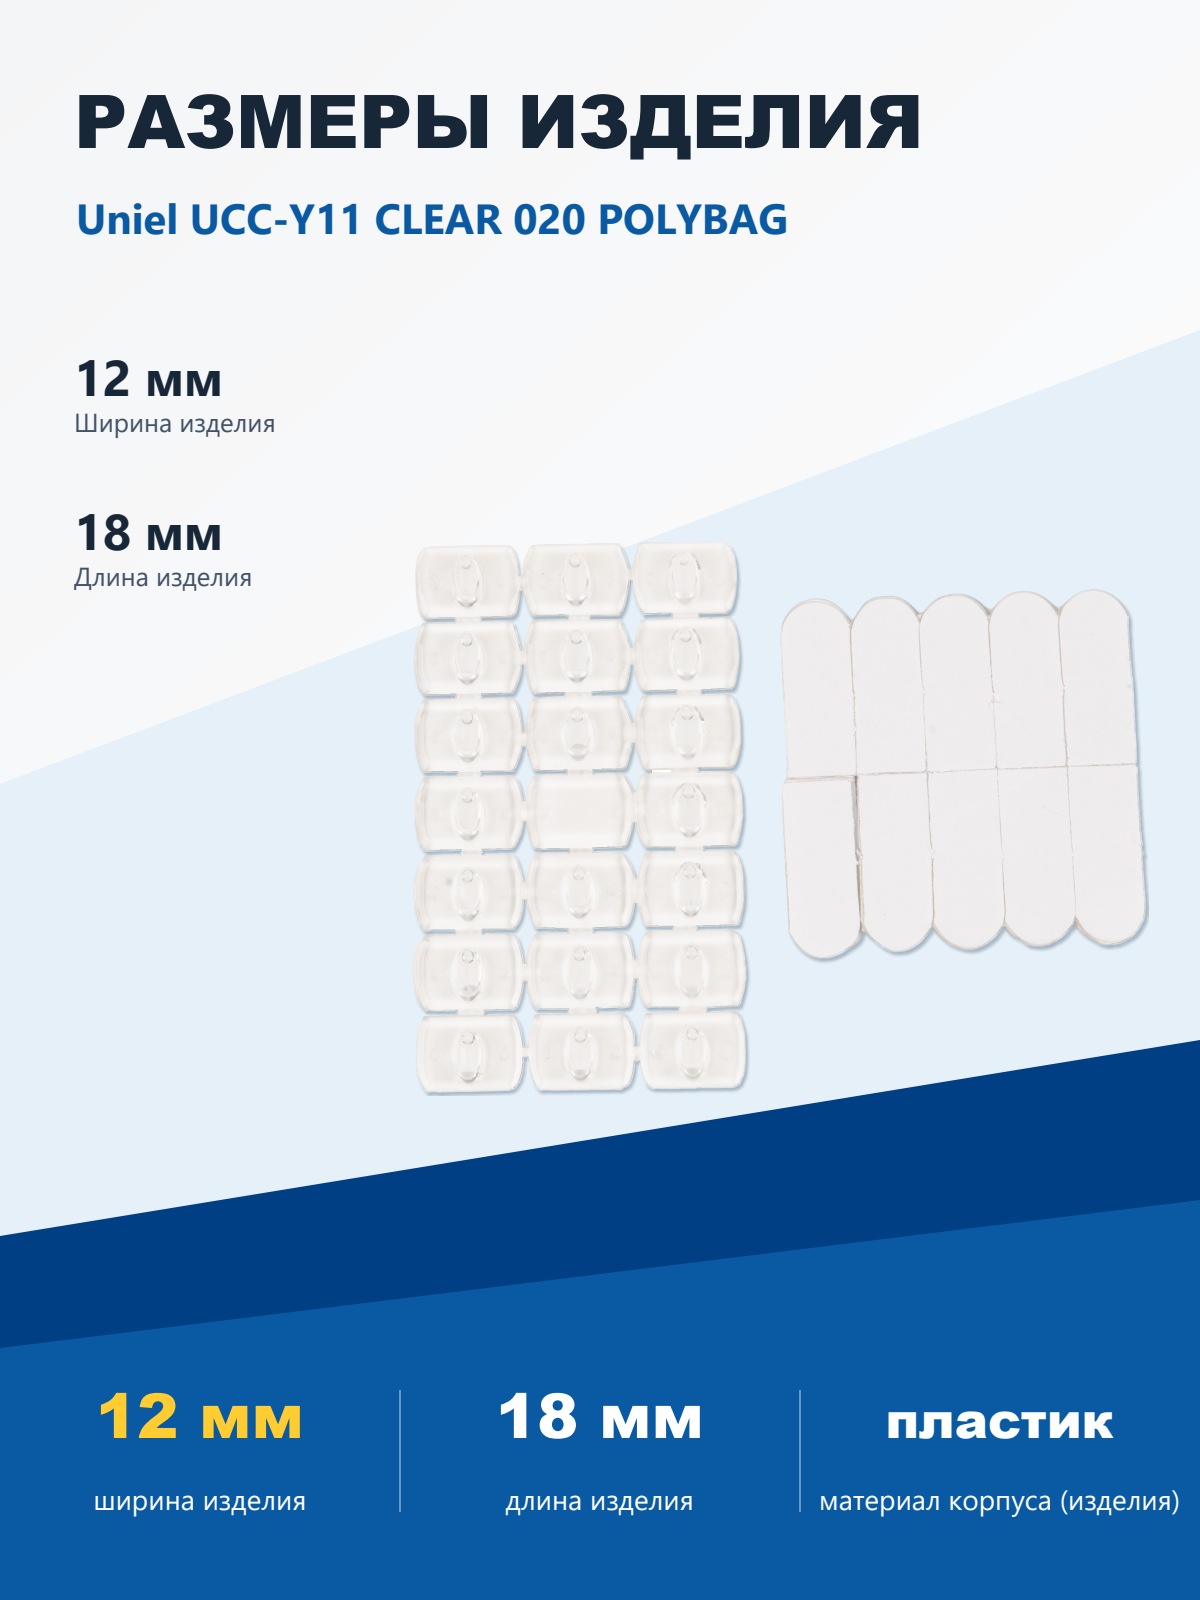 РАЗМЕРЫ ИЗДЕЛИЯ
Uniel UCC-Y11 CLEAR 020 POLYBAG
12 мм
Ширина изделия
18 мм
Длина изделия
12 мм
ширина изделия
18 мм
длина изделия
пластик
материал корпуса (изделия)